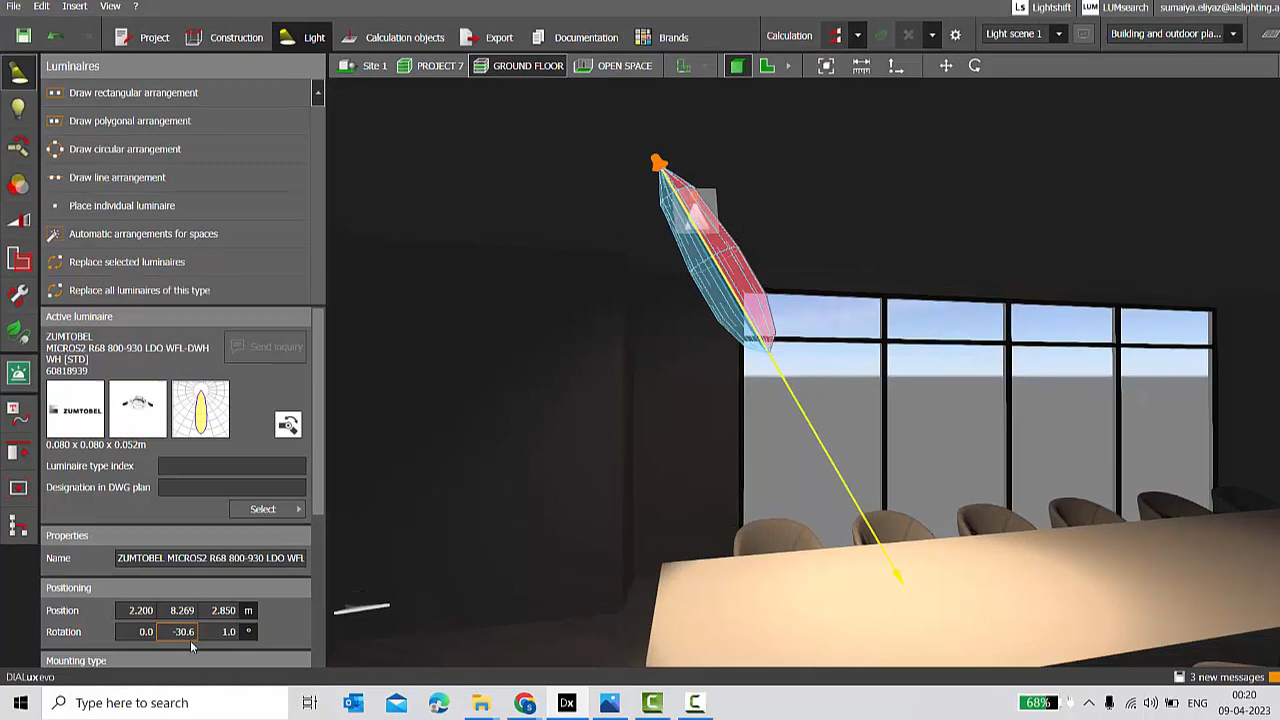 File Edit Insert View ?
Ls Lightshift LUM LUMsearch sumaiya.eliyaz@alslighting.
Project Construction Light Calculation objects Export Documentation Brands Calculation Light scene 1 Building and outdoor pla...
Luminaires
Site 1 PROJECT 7 GROUND FLOOR OPEN SPACE
Draw rectangular arrangement
Draw polygonal arrangement
Draw circular arrangement
Draw line arrangement
Place individual luminaire
Automatic arrangements for spaces
Replace selected luminaires
Replace all luminaires of this type
Active luminaire
ZUMTOBEL
MICROS2 R68 800-930 LDO WFL-DWH
WH [STD]
60818939
Send inquiry
ZUMTOBEL
0.080 x 0.080 x 0.052m
Luminaire type index
Designation in DWG plan
Select
Properties
Name ZUMTOBEL MICROS2 R68 800-930 LDO WFL
Positioning
Position 2.200 8.269 2.850 m
Rotation 0.0 -30.6 1.0 °
Mounting type
DIALuxevo 3 new messages
Type here to search Dx 68% ENG 00:20
09-04-2023